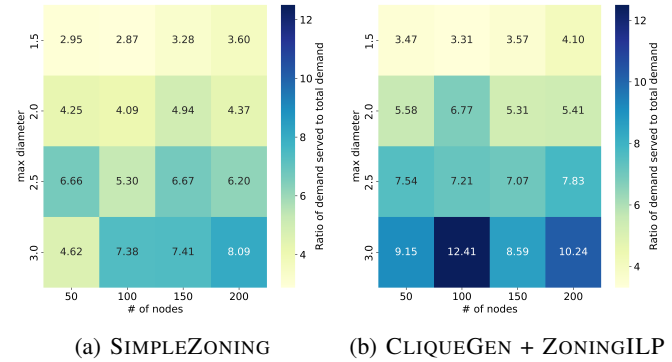 1.5 2.95 2.87 3.28 3.60
2.0 4.25 4.09 4.94 4.37
2.5 6.66 5.30 6.67 6.20
3.0 4.62 7.38 7.41 8.09
50 100 150 200
# of nodes
max diameter
12
10
8
6
4
Ratio of demand served to total demand
(a) SIMPLEZONING
1.5 3.47 3.31 3.57 4.10
2.0 5.58 6.77 5.31 5.41
2.5 7.54 7.21 7.07 7.83
3.0 9.15 12.41 8.59 10.24
50 100 150 200
# of nodes
max diameter
12
10
8
6
4
Ratio of demand served to total demand
(b) CLIQUEGEN + ZONINGILP